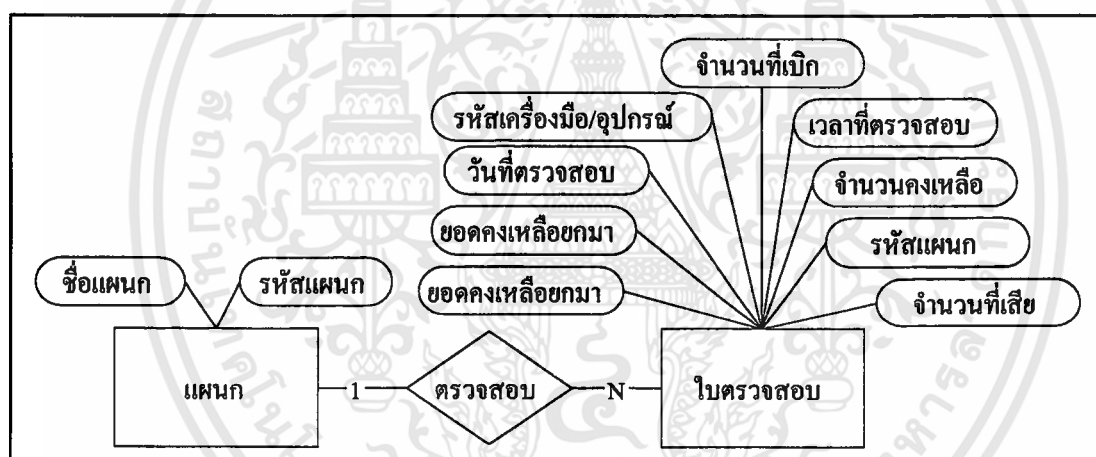 จำนวนที่เบิก
รหัสเครื่องมือ/อุปกรณ์
เวลาที่ตรวจสอบ
วันที่ตรวจสอบ
จำนวนคงเหลือ
ยอดคงเหลือยกมา
รหัสแผนก
ชื่อแผนก
รหัสแผนก
ยอดคงเหลือยกมา
จำนวนที่เสีย
แผนก
1
ตรวจสอบ
N
ใบตรวจสอบ